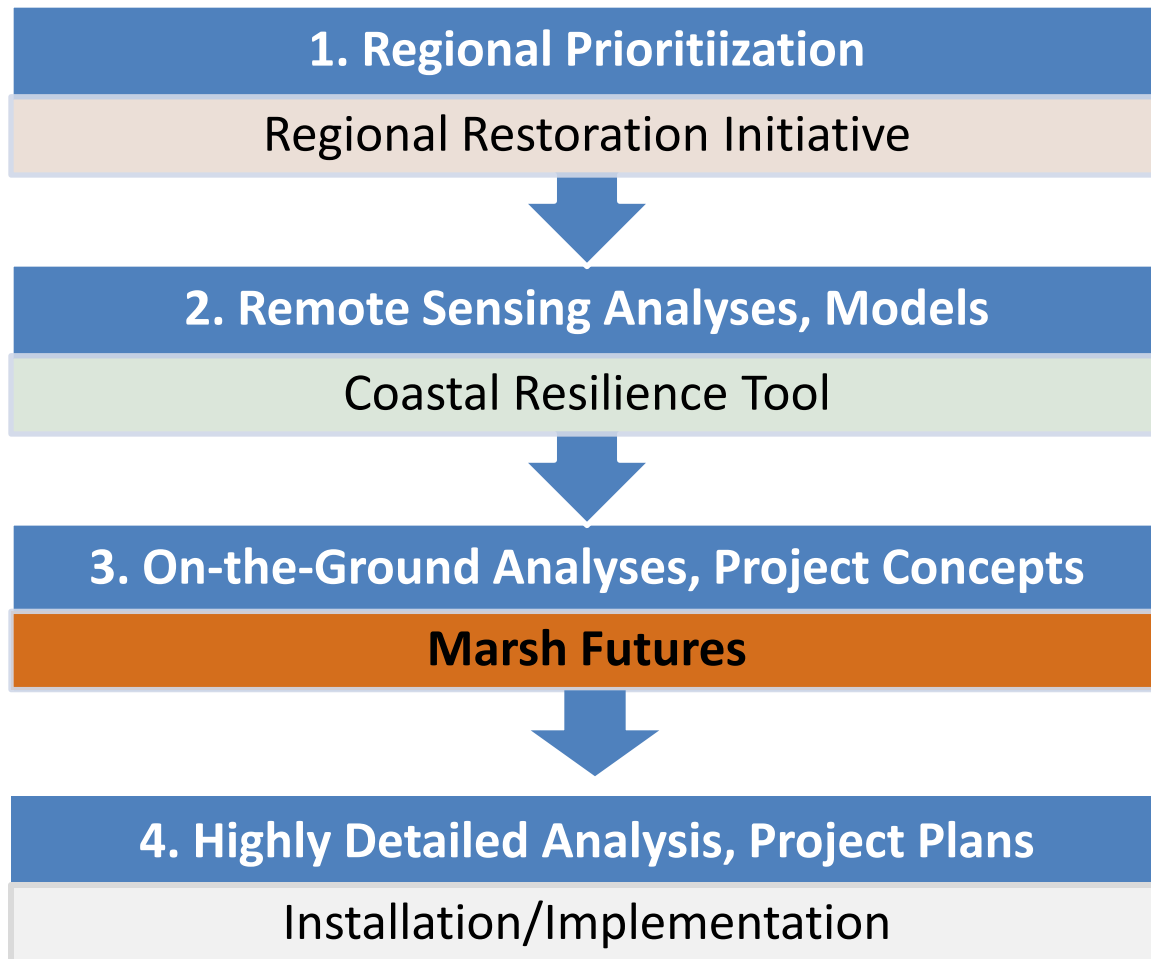 1. Regional Prioritiization
Regional Restoration Initiative
2. Remote Sensing Analyses, Models
Coastal Resilience Tool
3. On-the-Ground Analyses, Project Concepts
Marsh Futures
4. Highly Detailed Analysis, Project Plans
Installation/Implementation